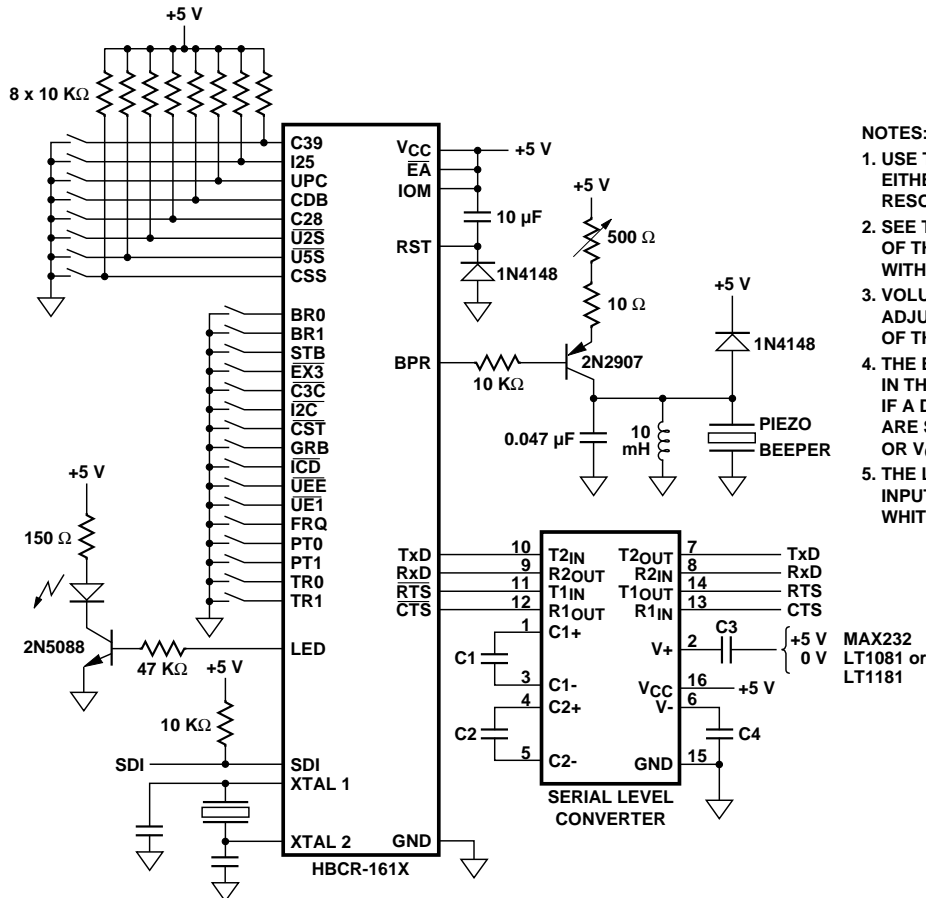 +5 V
8 x 10 KΩ
C39
I25
UPC
CDB
C28
U2S
U5S
CSS
BR0
BR1
STB
EX3
C3C
I2C
CST
GRB
ICD
UEE
UE1
FRQ
PT0
PT1
TR0
TR1
LED
SDI
XTAL 1
XTAL 2
VCC
EA
IOM
RST
BPR
TxD
RxD
RTS
CTS
GND
HBCR-161X
+5 V
10 µF
1N4148
+5 V
500 Ω
10 Ω
2N2907
10 KΩ
+5 V
1N4148
0.047 µF
10
mH
PIEZO
BEEPER
+5 V
150 Ω
2N5088
47 KΩ
+5 V
10 KΩ
SDI
10 T2IN
9 R2OUT
11 T1IN
12 R1OUT
1 C1+
C1
3 C1-
4 C2+
C2
5 C2-
T2OUT 7 TxD
R2IN 8 RxD
T1OUT 14 RTS
R1IN 13 CTS
V+ 2 C3
+5 V
0 V
MAX232
LT1081 or
LT1181
VCC 16 +5 V
V- 6
C4
GND 15
SERIAL LEVEL
CONVERTER
NOTES:
1. USE
EITHE
RESO
2. SEE
OF TH
WITH
3. VOLU
ADJU
OF TH
4. THE
IN TH
IF A D
ARE S
OR
5. THE L
INPUT
WHIT